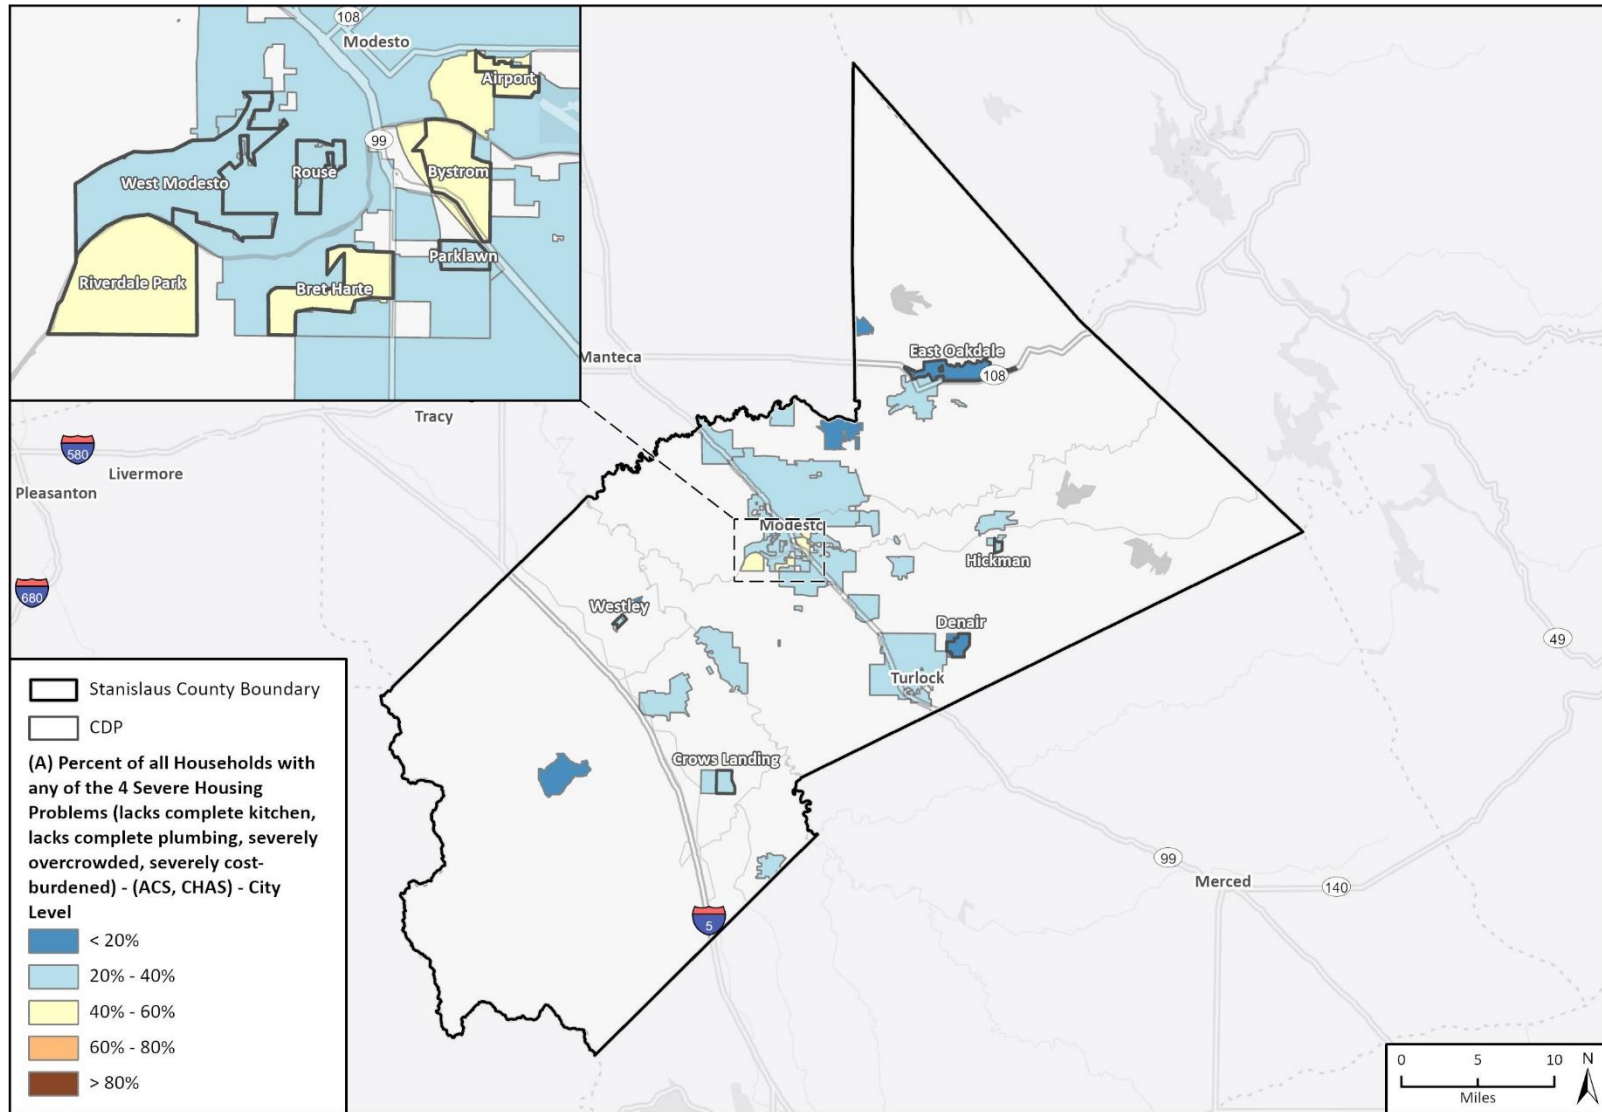 108
Modesto
Airport
99
Bystrom
West Modesto
Rouse
Parklawn
Riverdale Park
Bret Harte
Manteca
Tracy
580
Livermore
Pleasanton
680
East Oakdale
108
Modesto
Hickman
Westley
Denair
Turlock
49
Crows Landing
5
99
Merced
140
Stanislaus County Boundary
CDP
(A) Percent of all Households with
any of the 4 Severe Housing
Problems (lacks complete kitchen,
lacks complete plumbing, severely
overcrowded, severely cost-
burdened) - (ACS, CHAS) - City
Level
< 20%
20% - 40%
40% - 60%
60% - 80%
> 80%
0 5 10
Miles
N